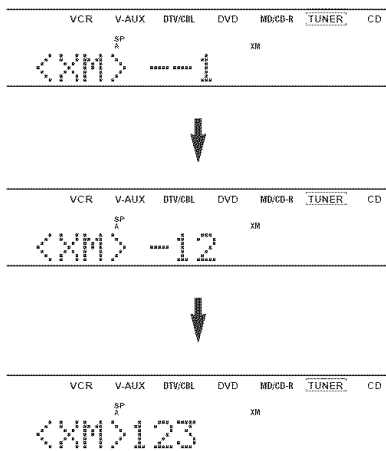 VCR V-AUX DTV/CBL DVD MD/CD-R TUNER CD
SP
A XM
<XM> ---1
VCR V-AUX DTV/CBL DVD MD/CD-R TUNER CD
SP
A XM
<XM> -12
VCR V-AUX DTV/CBL DVD MD/CD-R TUNER CD
SP
A XM
<XM>123